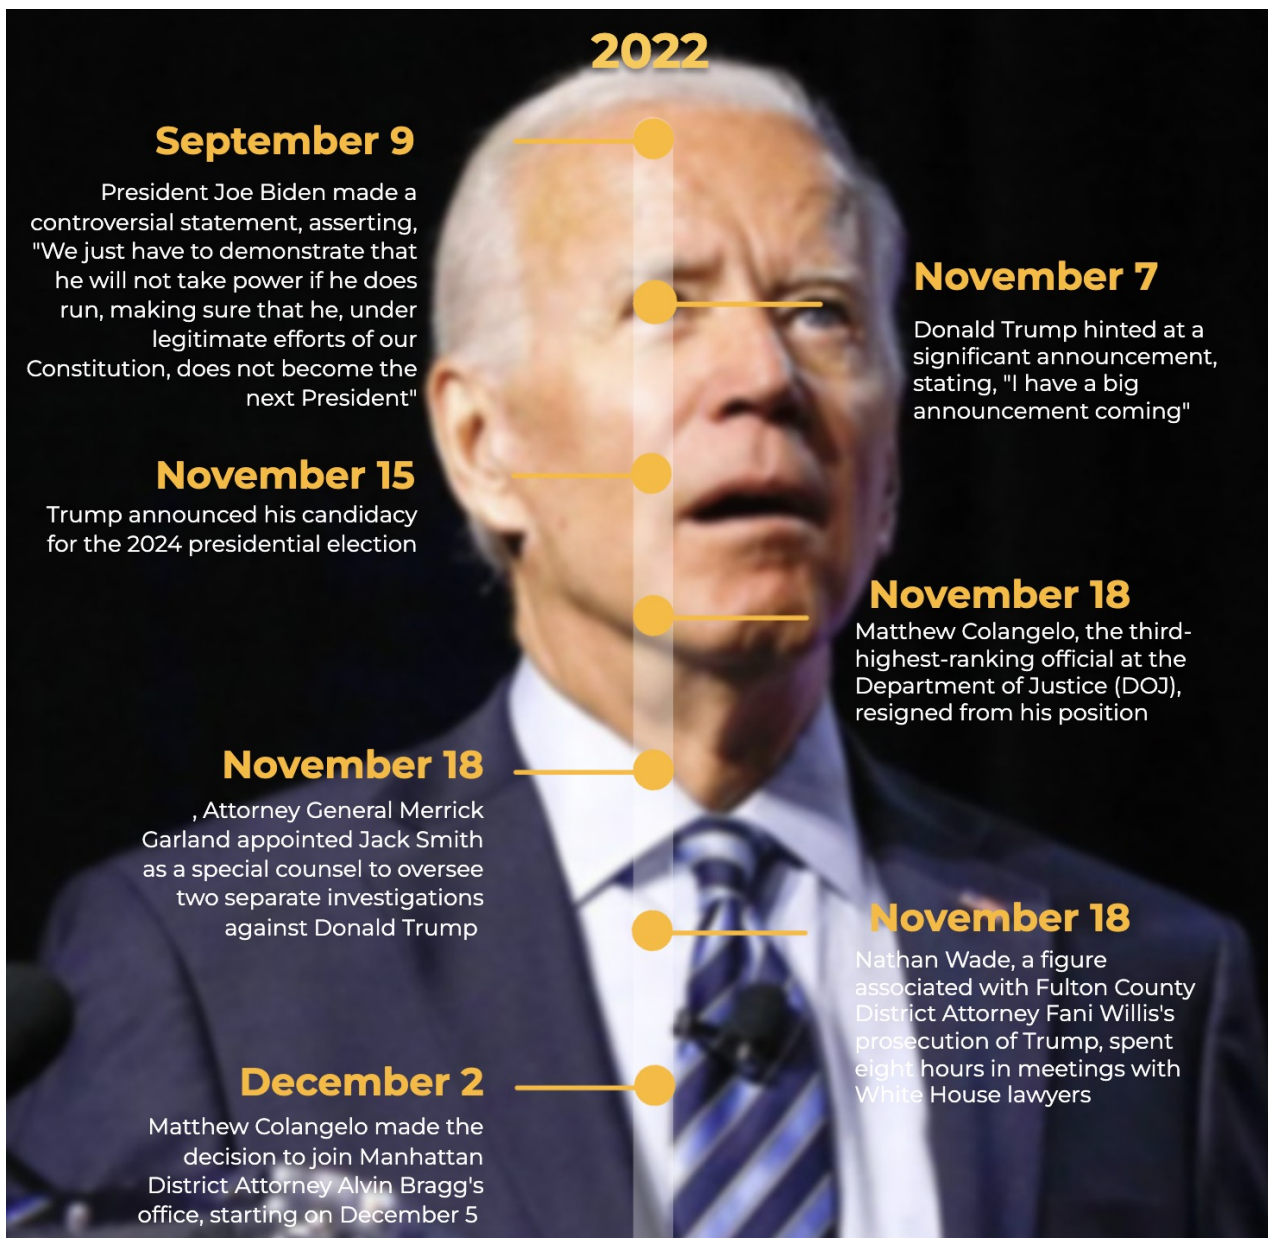 2022
September 9
President Joe Biden made a
controversial statement, asserting,
"We just have to demonstrate that
he will not take power if he does
run, making sure that he, under
legitimate efforts of our
Constitution, does not become the
next President"
November 7
Donald Trump hinted at a
significant announcement,
stating, "I have a big
announcement coming"
November 15
Trump announced his candidacy
for the 2024 presidential election
November 18
Matthew Colangelo, the third-
highest-ranking official at the
Department of Justice (DOJ),
resigned from his position
November 18
, Attorney General Merrick
Garland appointed Jack Smith
as a special counsel to oversee
two separate investigations
against Donald Trump
November 18
Nathan Wade, a figure
associated with Fulton County
District Attorney Fani Willis's
prosecution of Trump, spent
eight hours in meetings with
White House lawyers
December 2
Matthew Colangelo made the
decision to join Manhattan
District Attorney Alvin Bragg's
office, starting on December 5